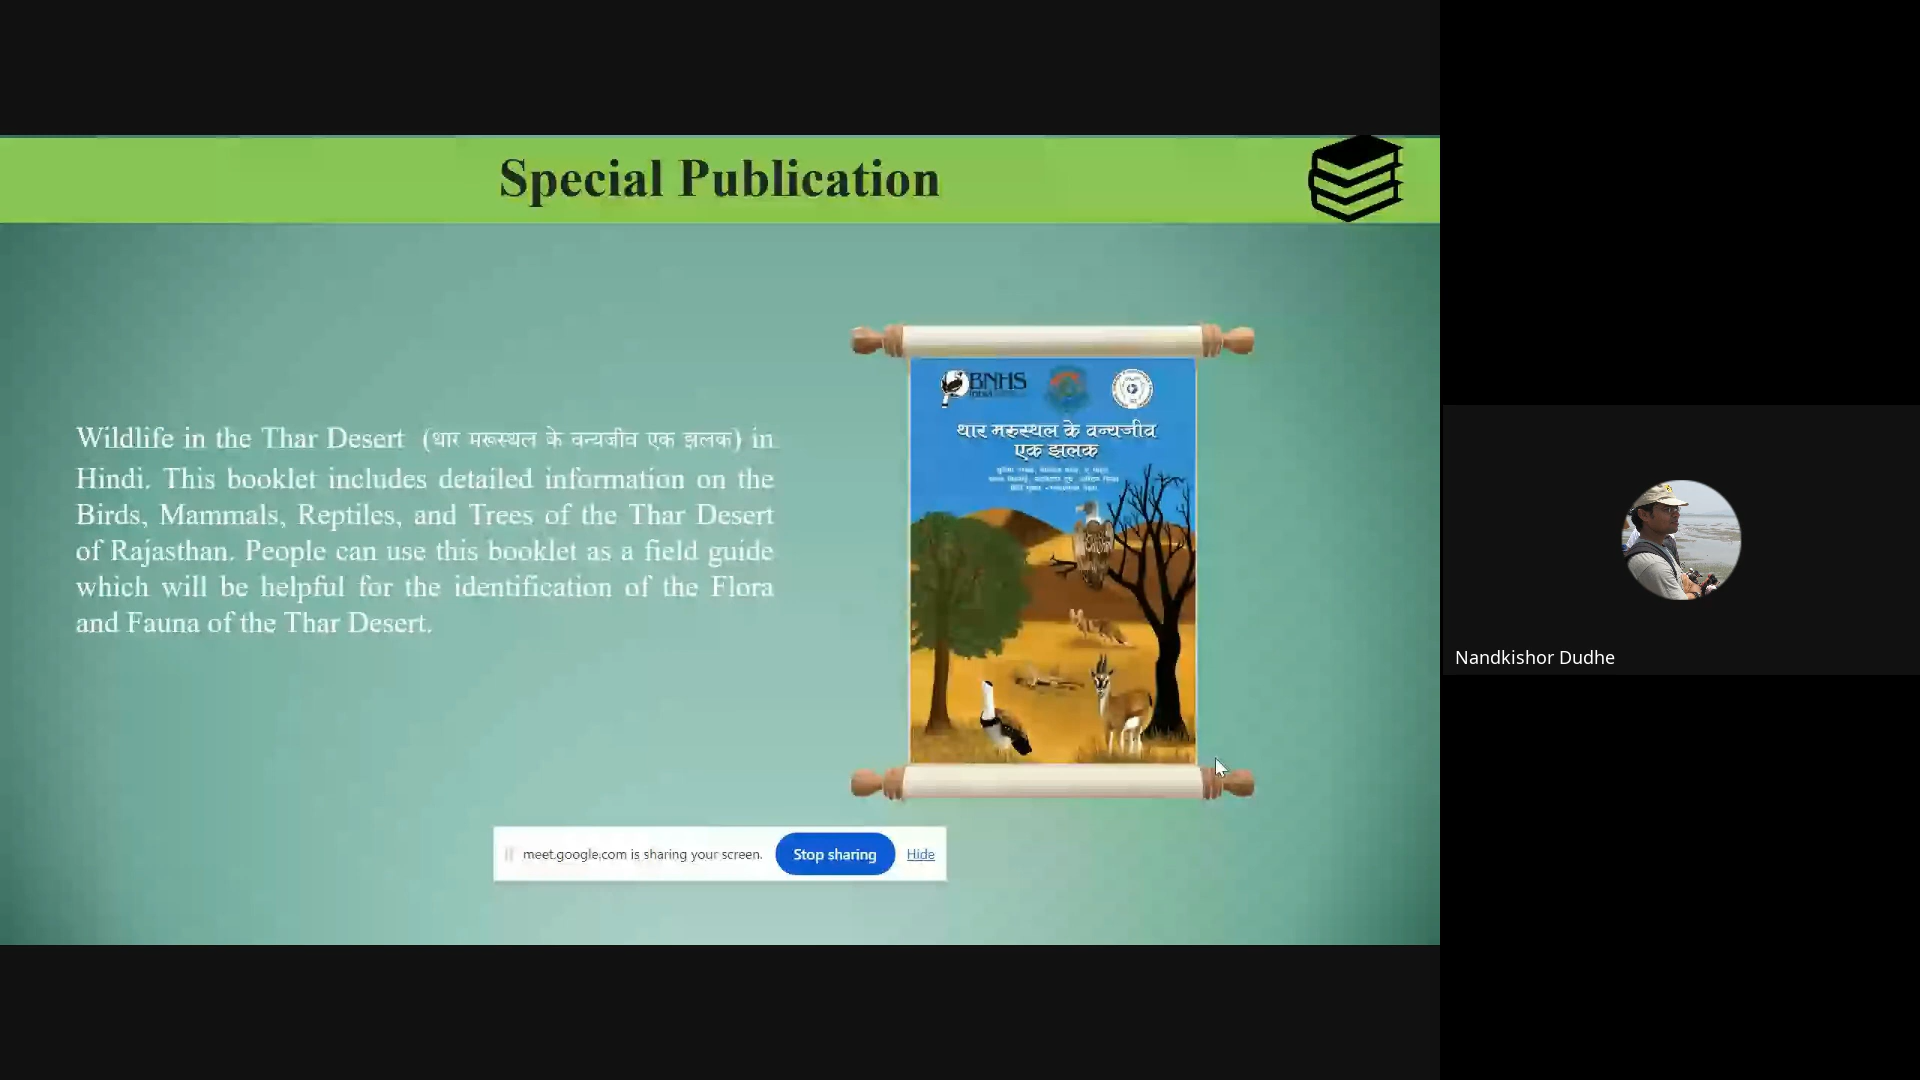 Special Publication
Wildlife in the Thar Desert (थार मरूस्थल के वन्यजीव एक झलक) in
Hindi. This booklet includes detailed information on the
Birds, Mammals, Reptiles, and Trees of the Thar Desert
of Rajasthan. People can use this booklet as a field guide
which will be helpful for the identification of the Flora
and Fauna of the Thar Desert.
BNHS
थार मरुस्थल के वन्यजीव
एक झलक
meet.google.com is sharing your screen. Stop sharing Hide
Nandkishor Dudhe